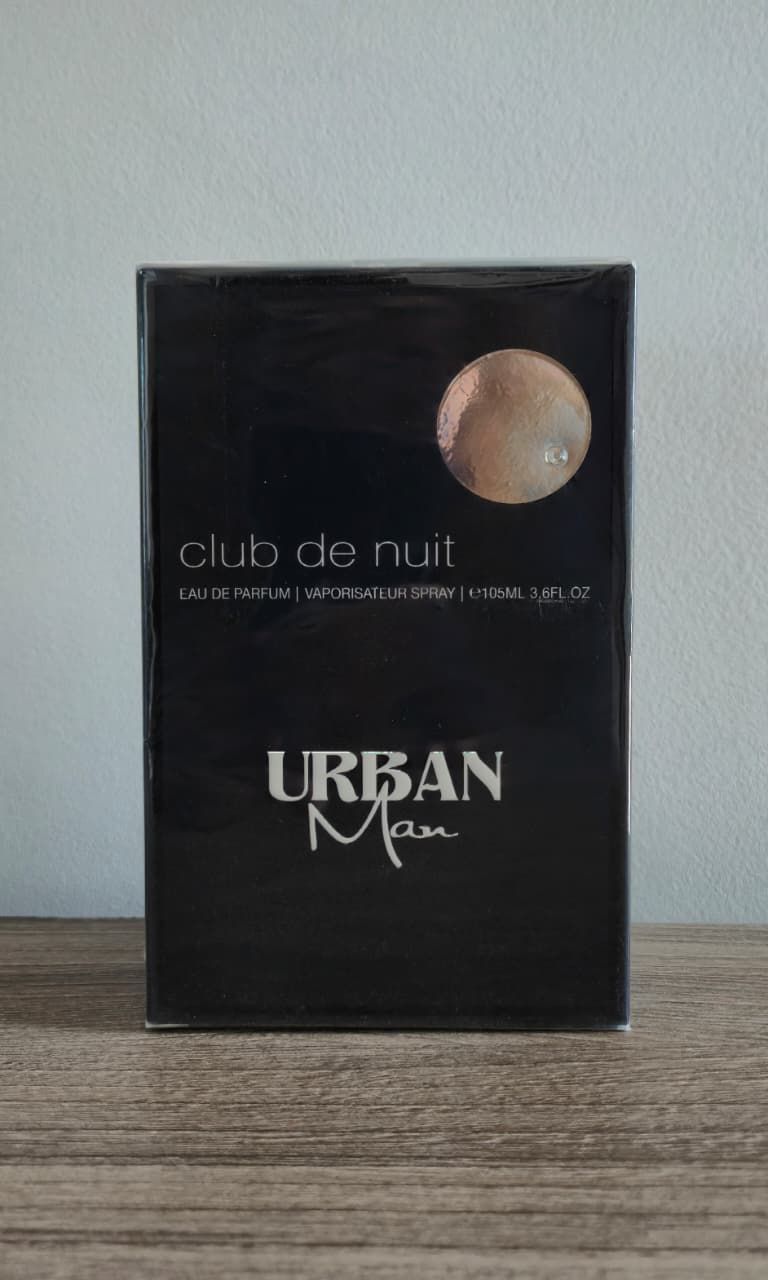 club de nuit
EAU DE PARFUM | VAPORISATEUR SPRAY | ℮105ML 3,6FL.OZ
URBAN
Man